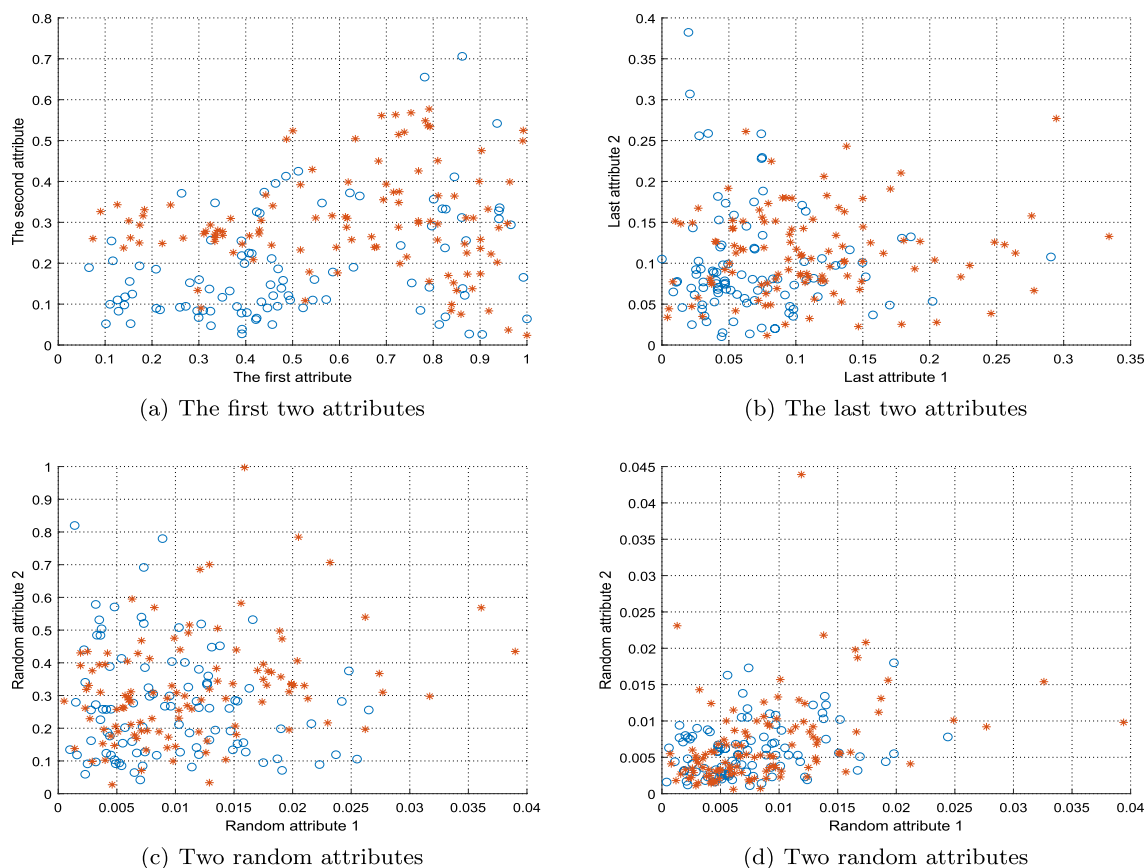 0.8
0.7
0.6
0.5
0.4
0.3
0.2
0.1
0
The second attribute
0 0.1 0.2 0.3 0.4 0.5 0.6 0.7 0.8 0.9 1
The first attribute
(a) The first two attributes
0.4
0.35
0.3
0.25
0.2
0.15
0.1
0.05
0
Last attribute 2
0 0.05 0.1 0.15 0.2 0.25 0.3 0.35
Last attribute 1
(b) The last two attributes
1
0.9
0.8
0.7
0.6
0.5
0.4
0.3
0.2
0.1
0
Random attribute 2
0 0.005 0.01 0.015 0.02 0.025 0.03 0.035 0.04
Random attribute 1
(c) Two random attributes
0.045
0.04
0.035
0.03
0.025
0.02
0.015
0.01
0.005
0
Random attribute 2
0 0.005 0.01 0.015 0.02 0.025 0.03 0.035 0.04
Random attribute 1
(d) Two random attributes